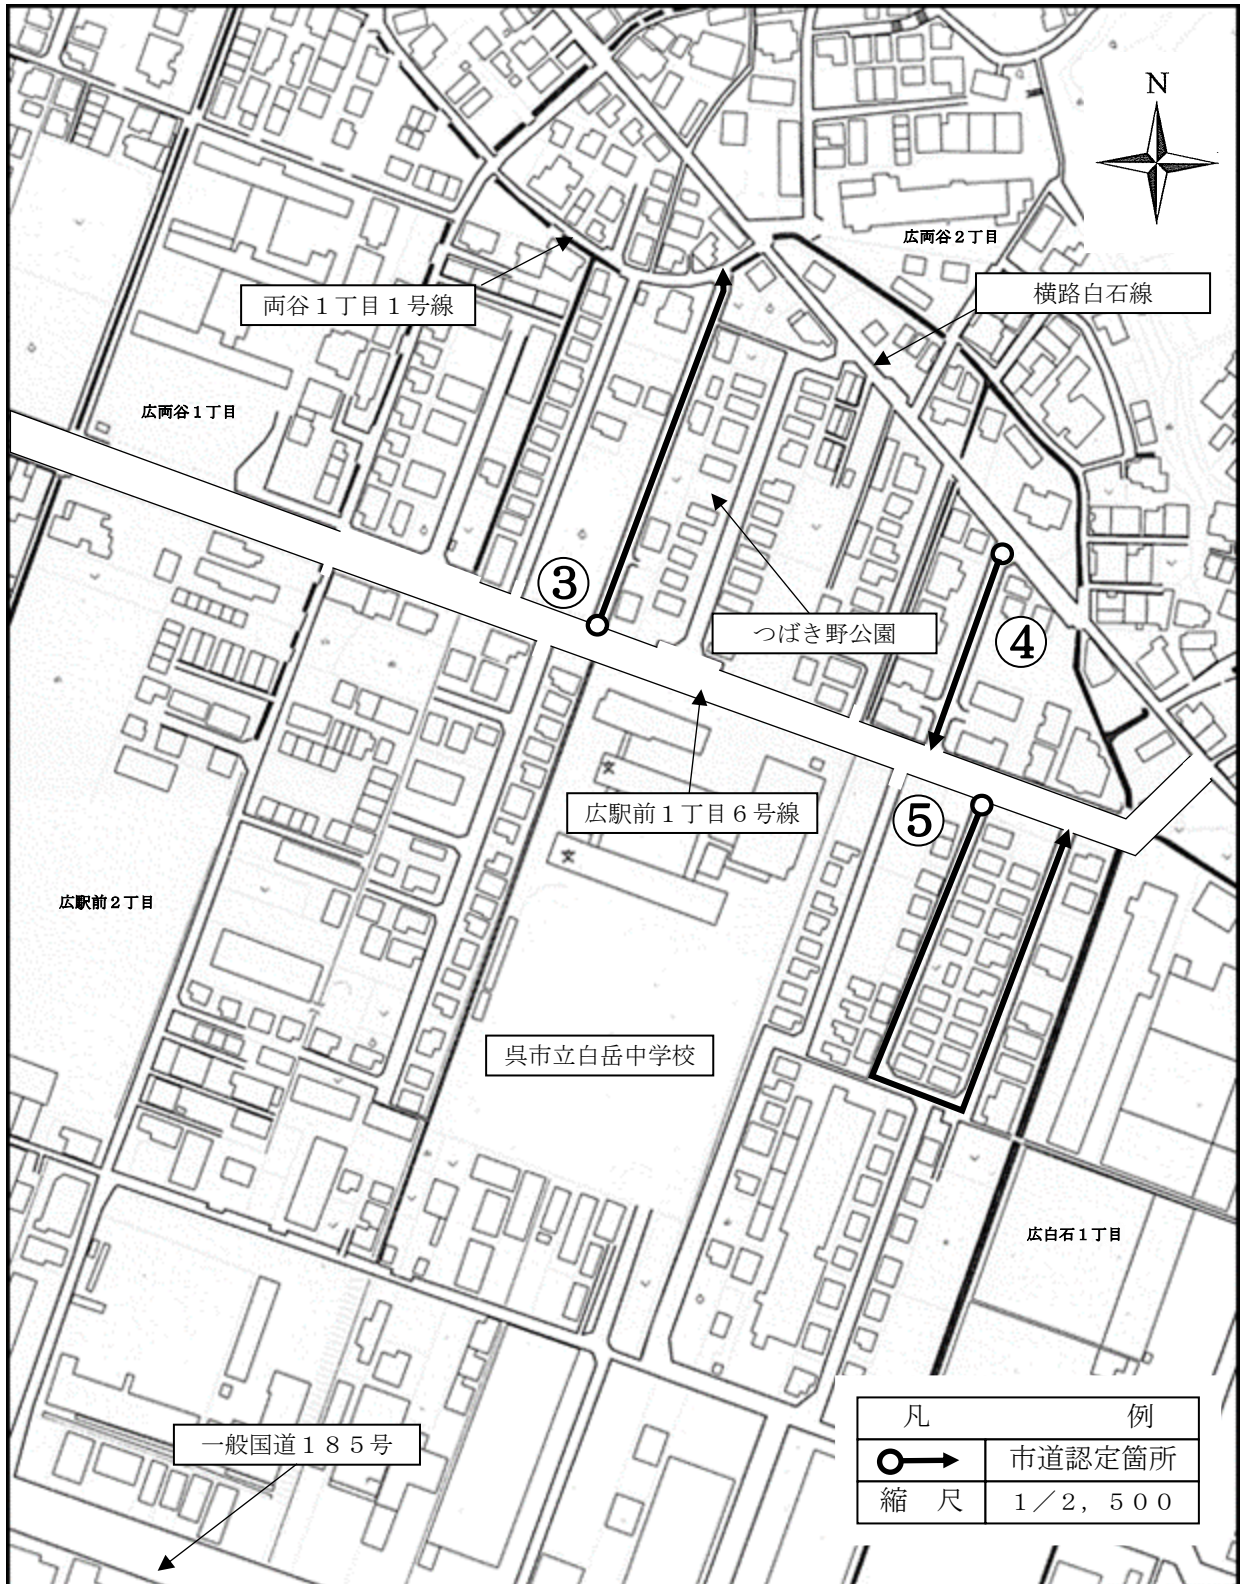 N
広両谷２丁目
横路白石線
両谷１丁目１号線
広両谷１丁目
③
つばき野公園
④
広駅前１丁目６号線
⑤
文
文
広駅前２丁目
呉市立白岳中学校
広白石１丁目
一般国道１８５号
凡 例
市道認定箇所
縮 尺 １／２，５００